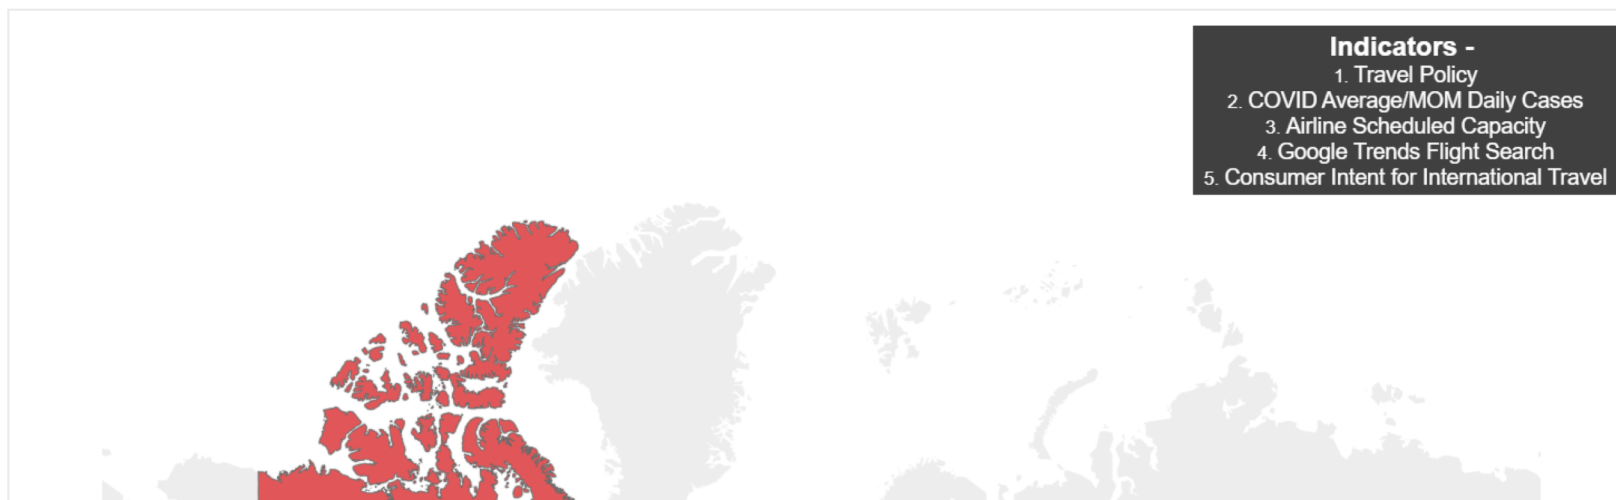 Indicators -
1. Travel Policy
2. COVID Average/MOM Daily Cases
3. Airline Scheduled Capacity
4. Google Trends Flight Search
5. Consumer Intent for International Travel